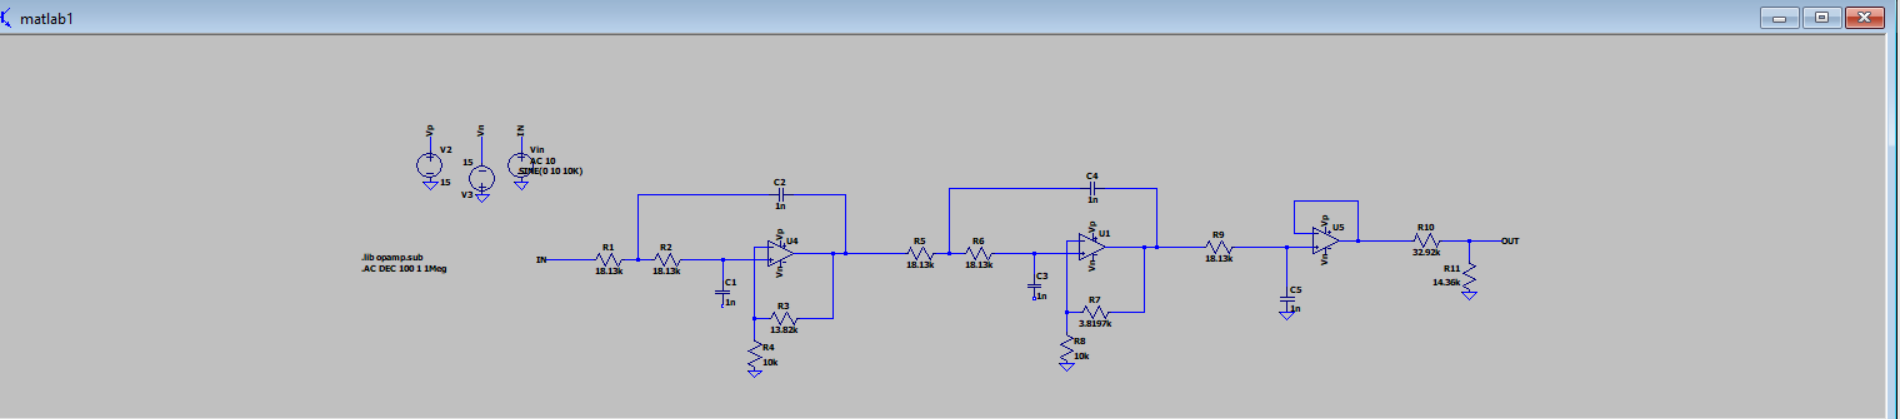 matlab1
Vp
V2
15
Vn
15
V3
IN
Vin
AC 10
SINE(0 10 10K)
.lib opamp.sub
.AC DEC 100 1 1Meg
IN
R1
18.13k
R2
18.13k
C2
1n
C1
1n
Vp
U4
Vn
R3
13.82k
R4
10k
R5
18.13k
R6
18.13k
C4
1n
C3
1n
Vp
U1
Vn
R7
3.8197k
R8
10k
R9
18.13k
C5
1n
Vp
U5
Vn
R10
32.92k
OUT
R11
14.36k